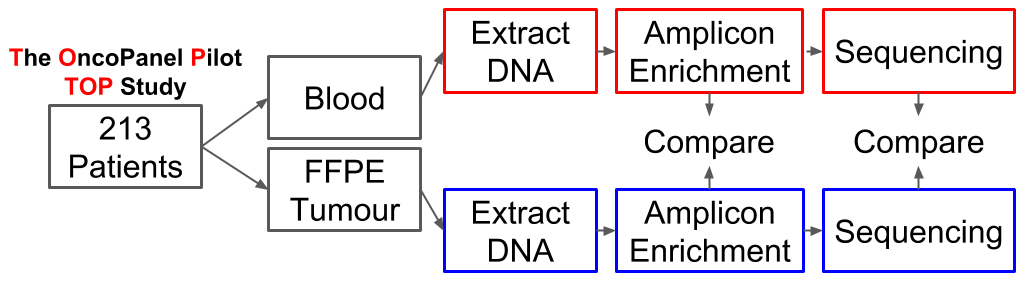 The OncoPanel Pilot
TOP Study
213
Patients
Blood
FFPE
Tumour
Extract
DNA
Amplicon
Enrichment
Sequencing
Compare
Compare
Extract
DNA
Amplicon
Enrichment
Sequencing